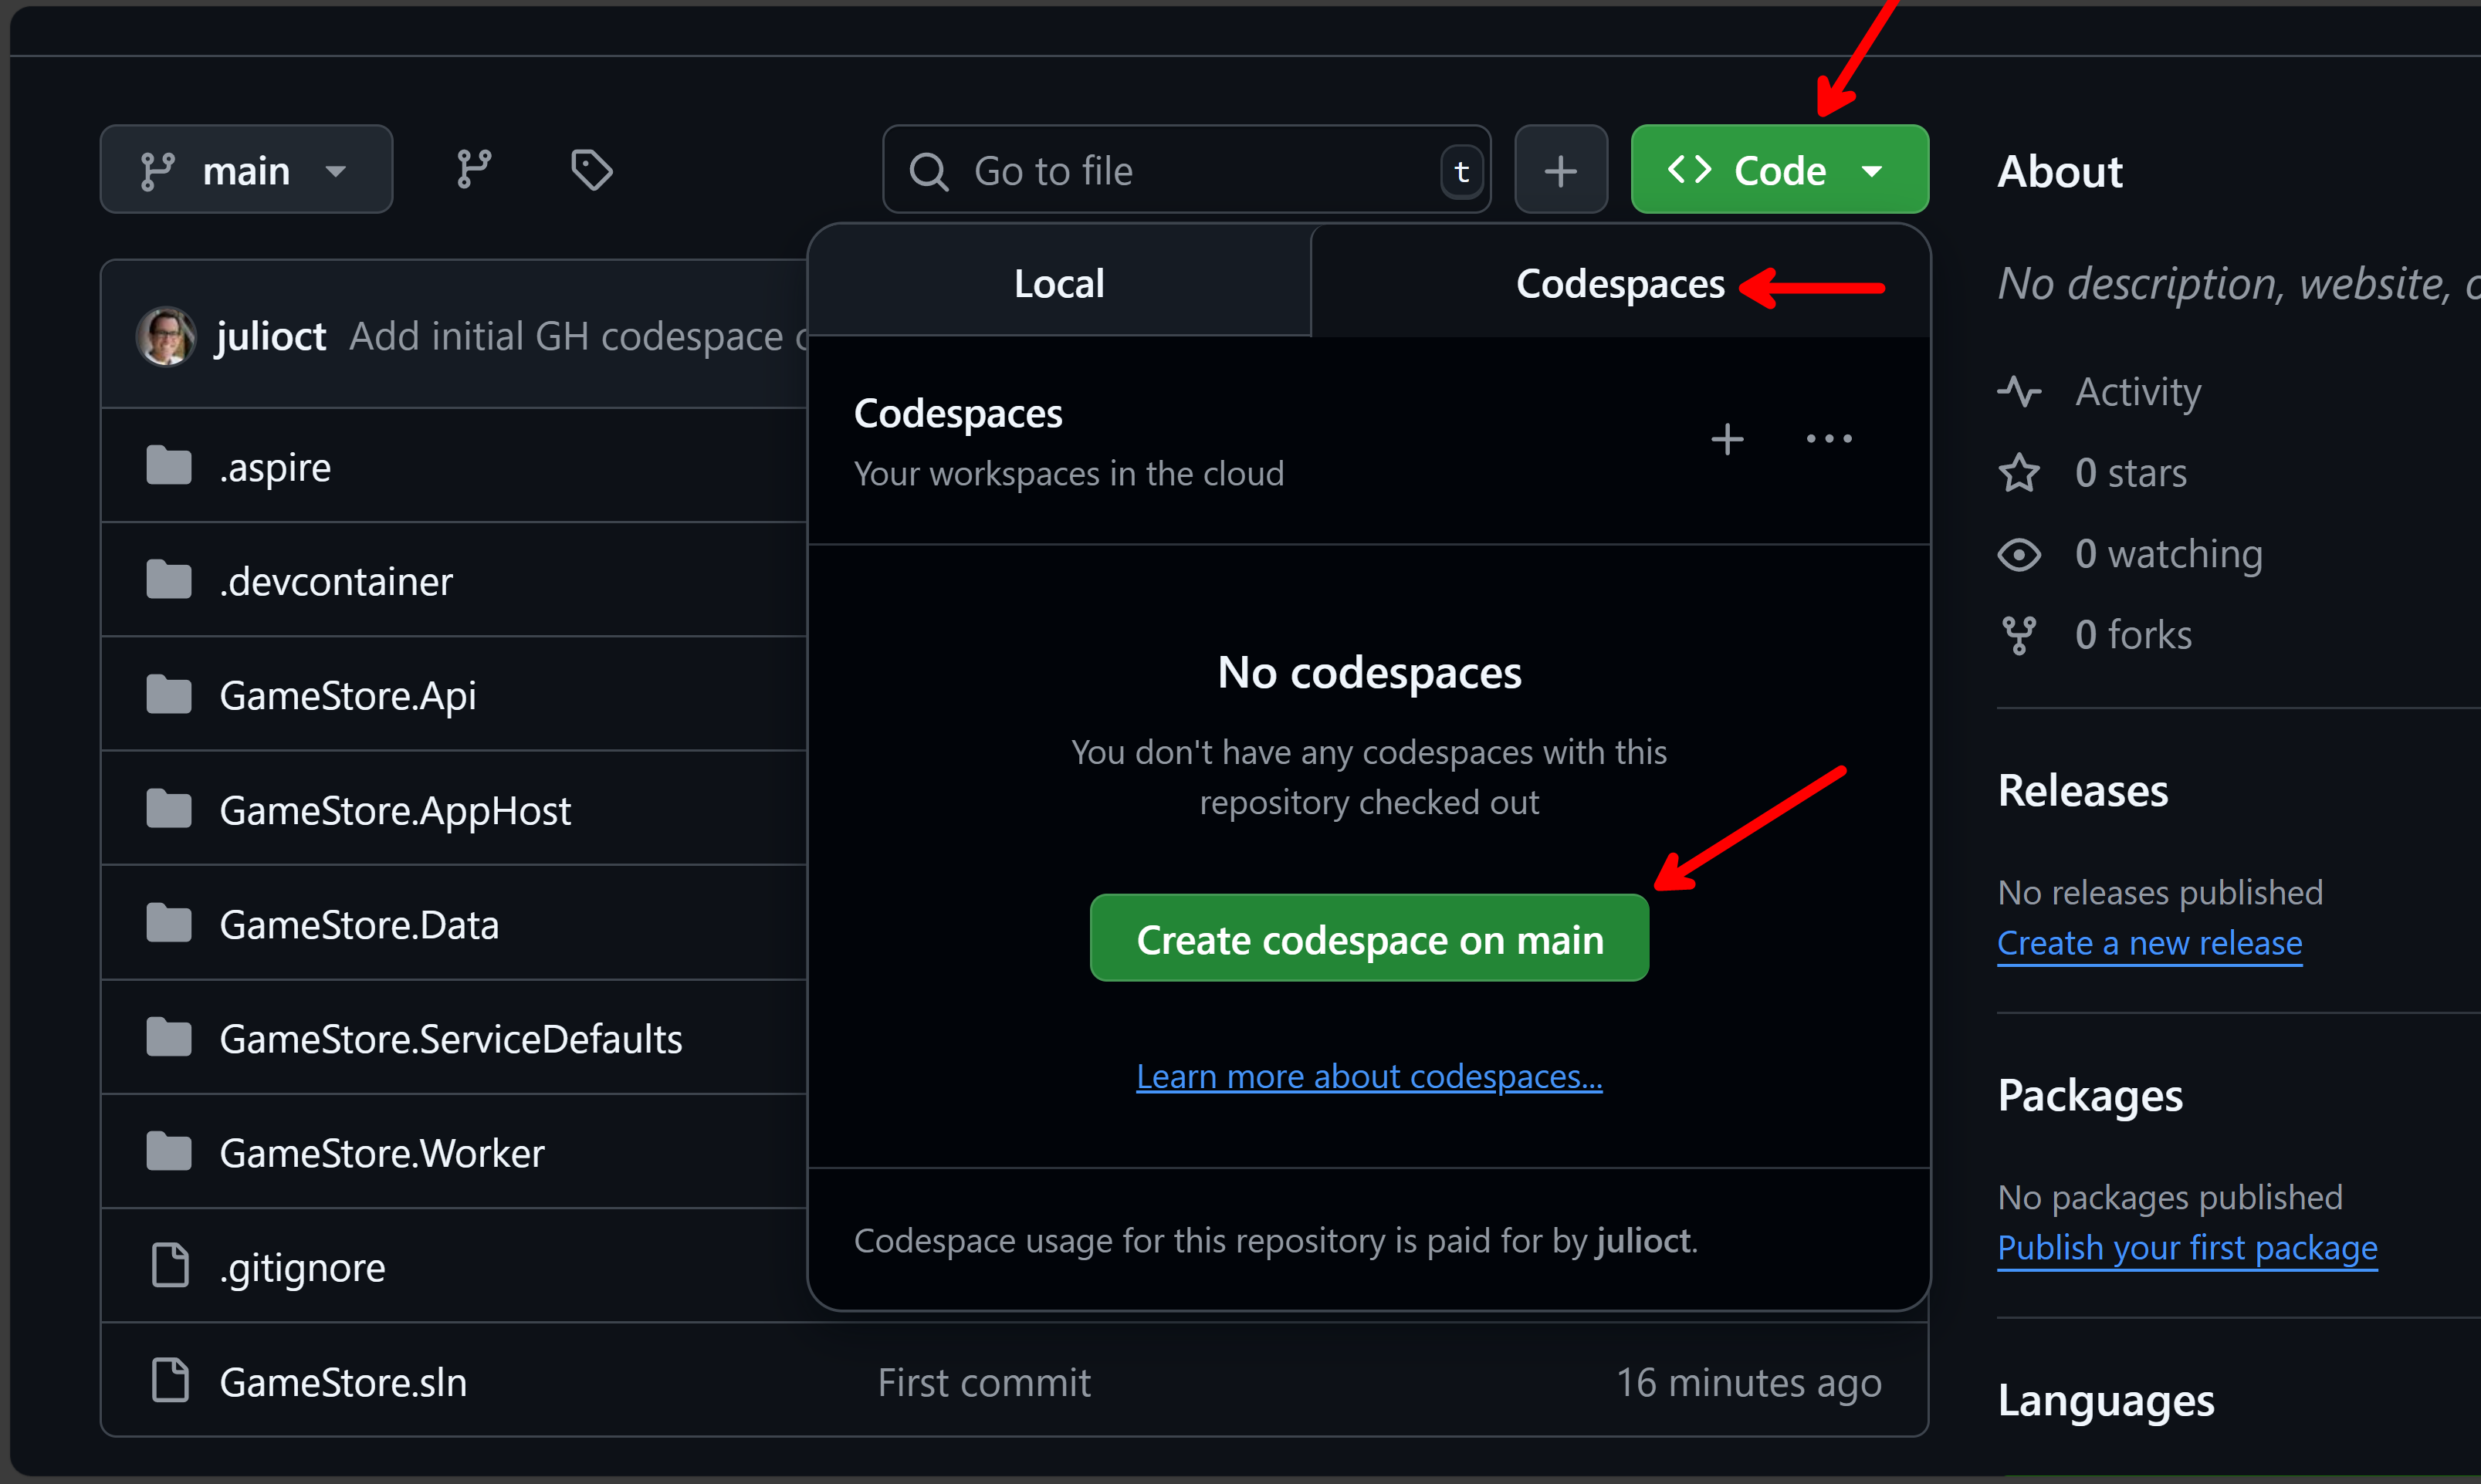 main
Go to file
t
Code
About
Local
Codespaces
No description, website,
julioct Add initial GH codespace
Codespaces
Your workspaces in the cloud
Activity
.aspire
0 stars
.devcontainer
0 watching
GameStore.Api
0 forks
No codespaces
You don't have any codespaces with this
repository checked out
GameStore.AppHost
Releases
GameStore.Data
No releases published
Create codespace on main
Create a new release
GameStore.ServiceDefaults
Learn more about codespaces...
Packages
GameStore.Worker
No packages published
Codespace usage for this repository is paid for by julioct.
Publish your first package
.gitignore
GameStore.sln
First commit
16 minutes ago
Languages